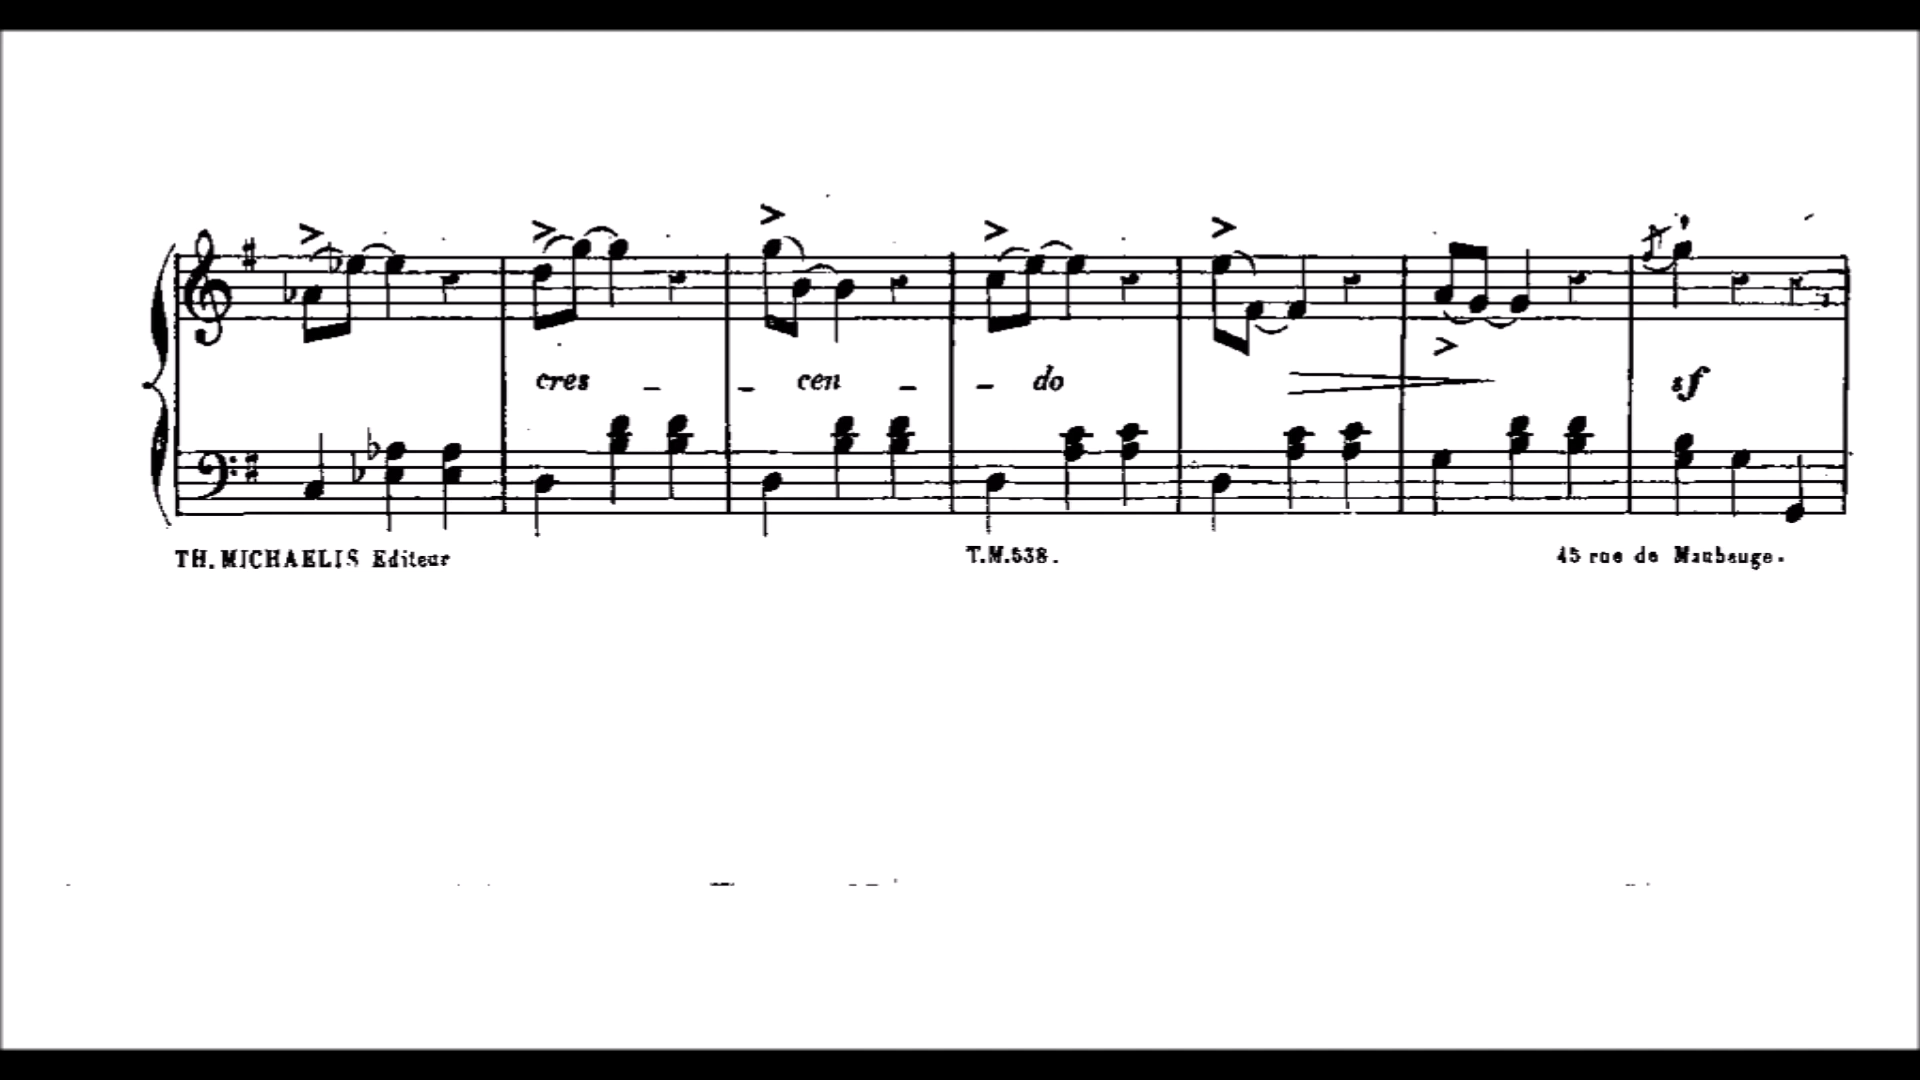 cres - - cen - - do
sf
TH. MICHAELIS Editeur T.M.538. 45 rue de Maubeuge.